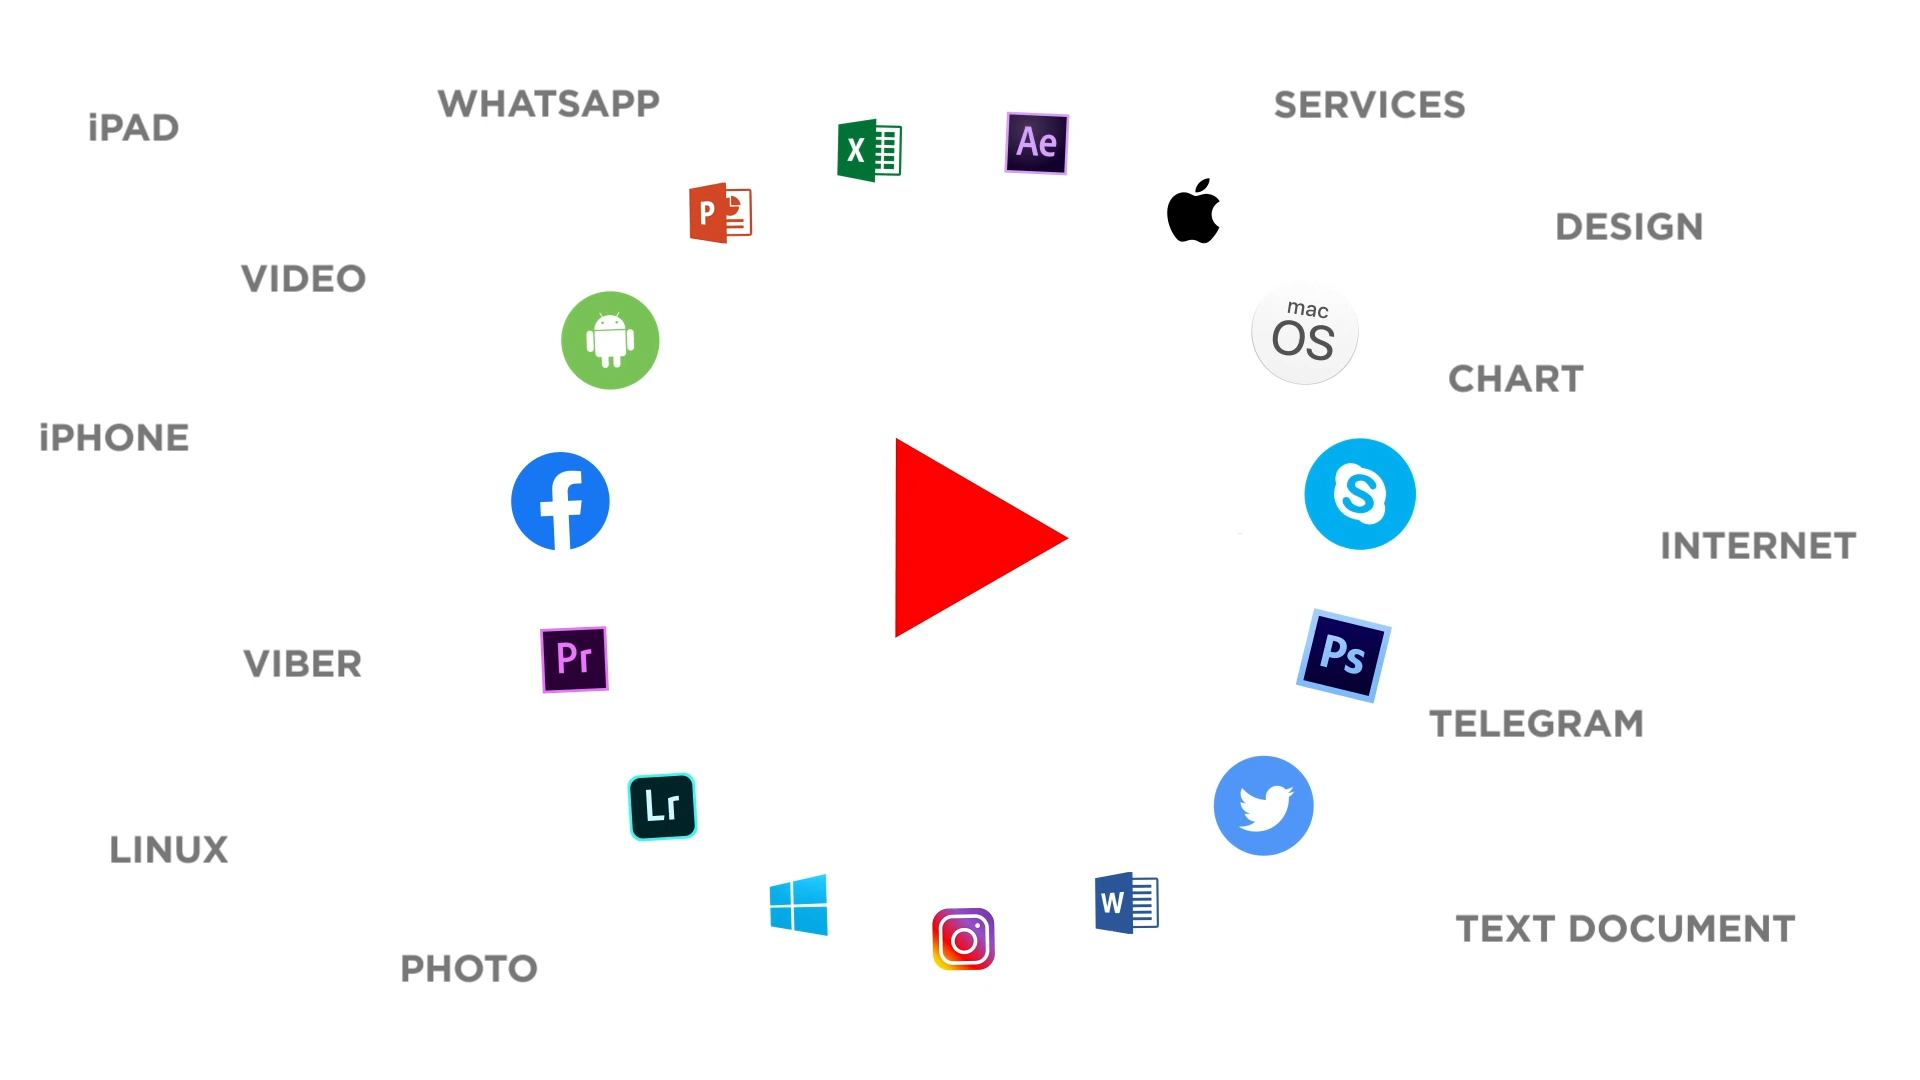 WHATSAPP
SERVICES
iPAD
X
Ae
P
DESIGN
VIDEO
mac
OS
CHART
iPHONE
f
S
INTERNET
VIBER
Pr
Ps
TELEGRAM
Lr
LINUX
W
TEXT DOCUMENT
PHOTO